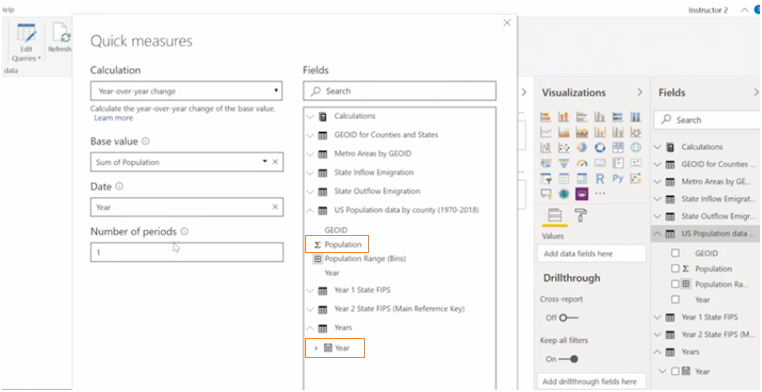 Help
Instructor 2
Edit
Queries
Refresh
data
Quick measures
Calculation
Year-over-year change
Calculate the year-over-year change of the base value.
Learn more
Base value
Sum of Population
Date
Year
Number of periods
1
Fields
Search
Calculations
GEOID for Counties and States
Metro Areas by GEOID
State Inflow Emigration
State Outflow Emigration
US Population data by county (1970-2018)
GEOID
Σ Population
Population Range (Bins)
Year
Year 1 State FIPS
Year 2 State FIPS (Main Reference Key)
Years
Year
Visualizations
R Py
...
Values
Add data fields here
Drillthrough
Cross-report
Off
Keep all filters
On
Add drillthrough fields here
Fields
Search
Calculations
GEOID for Counties ...
Metro Areas by GE...
State Inflow Emigr...
State Outflow Emigr...
US Population data ...
GEOID
Σ Population
Population Ra...
Year
Year 1 State FIPS
Year 2 State FIPS (M...
Years
Year